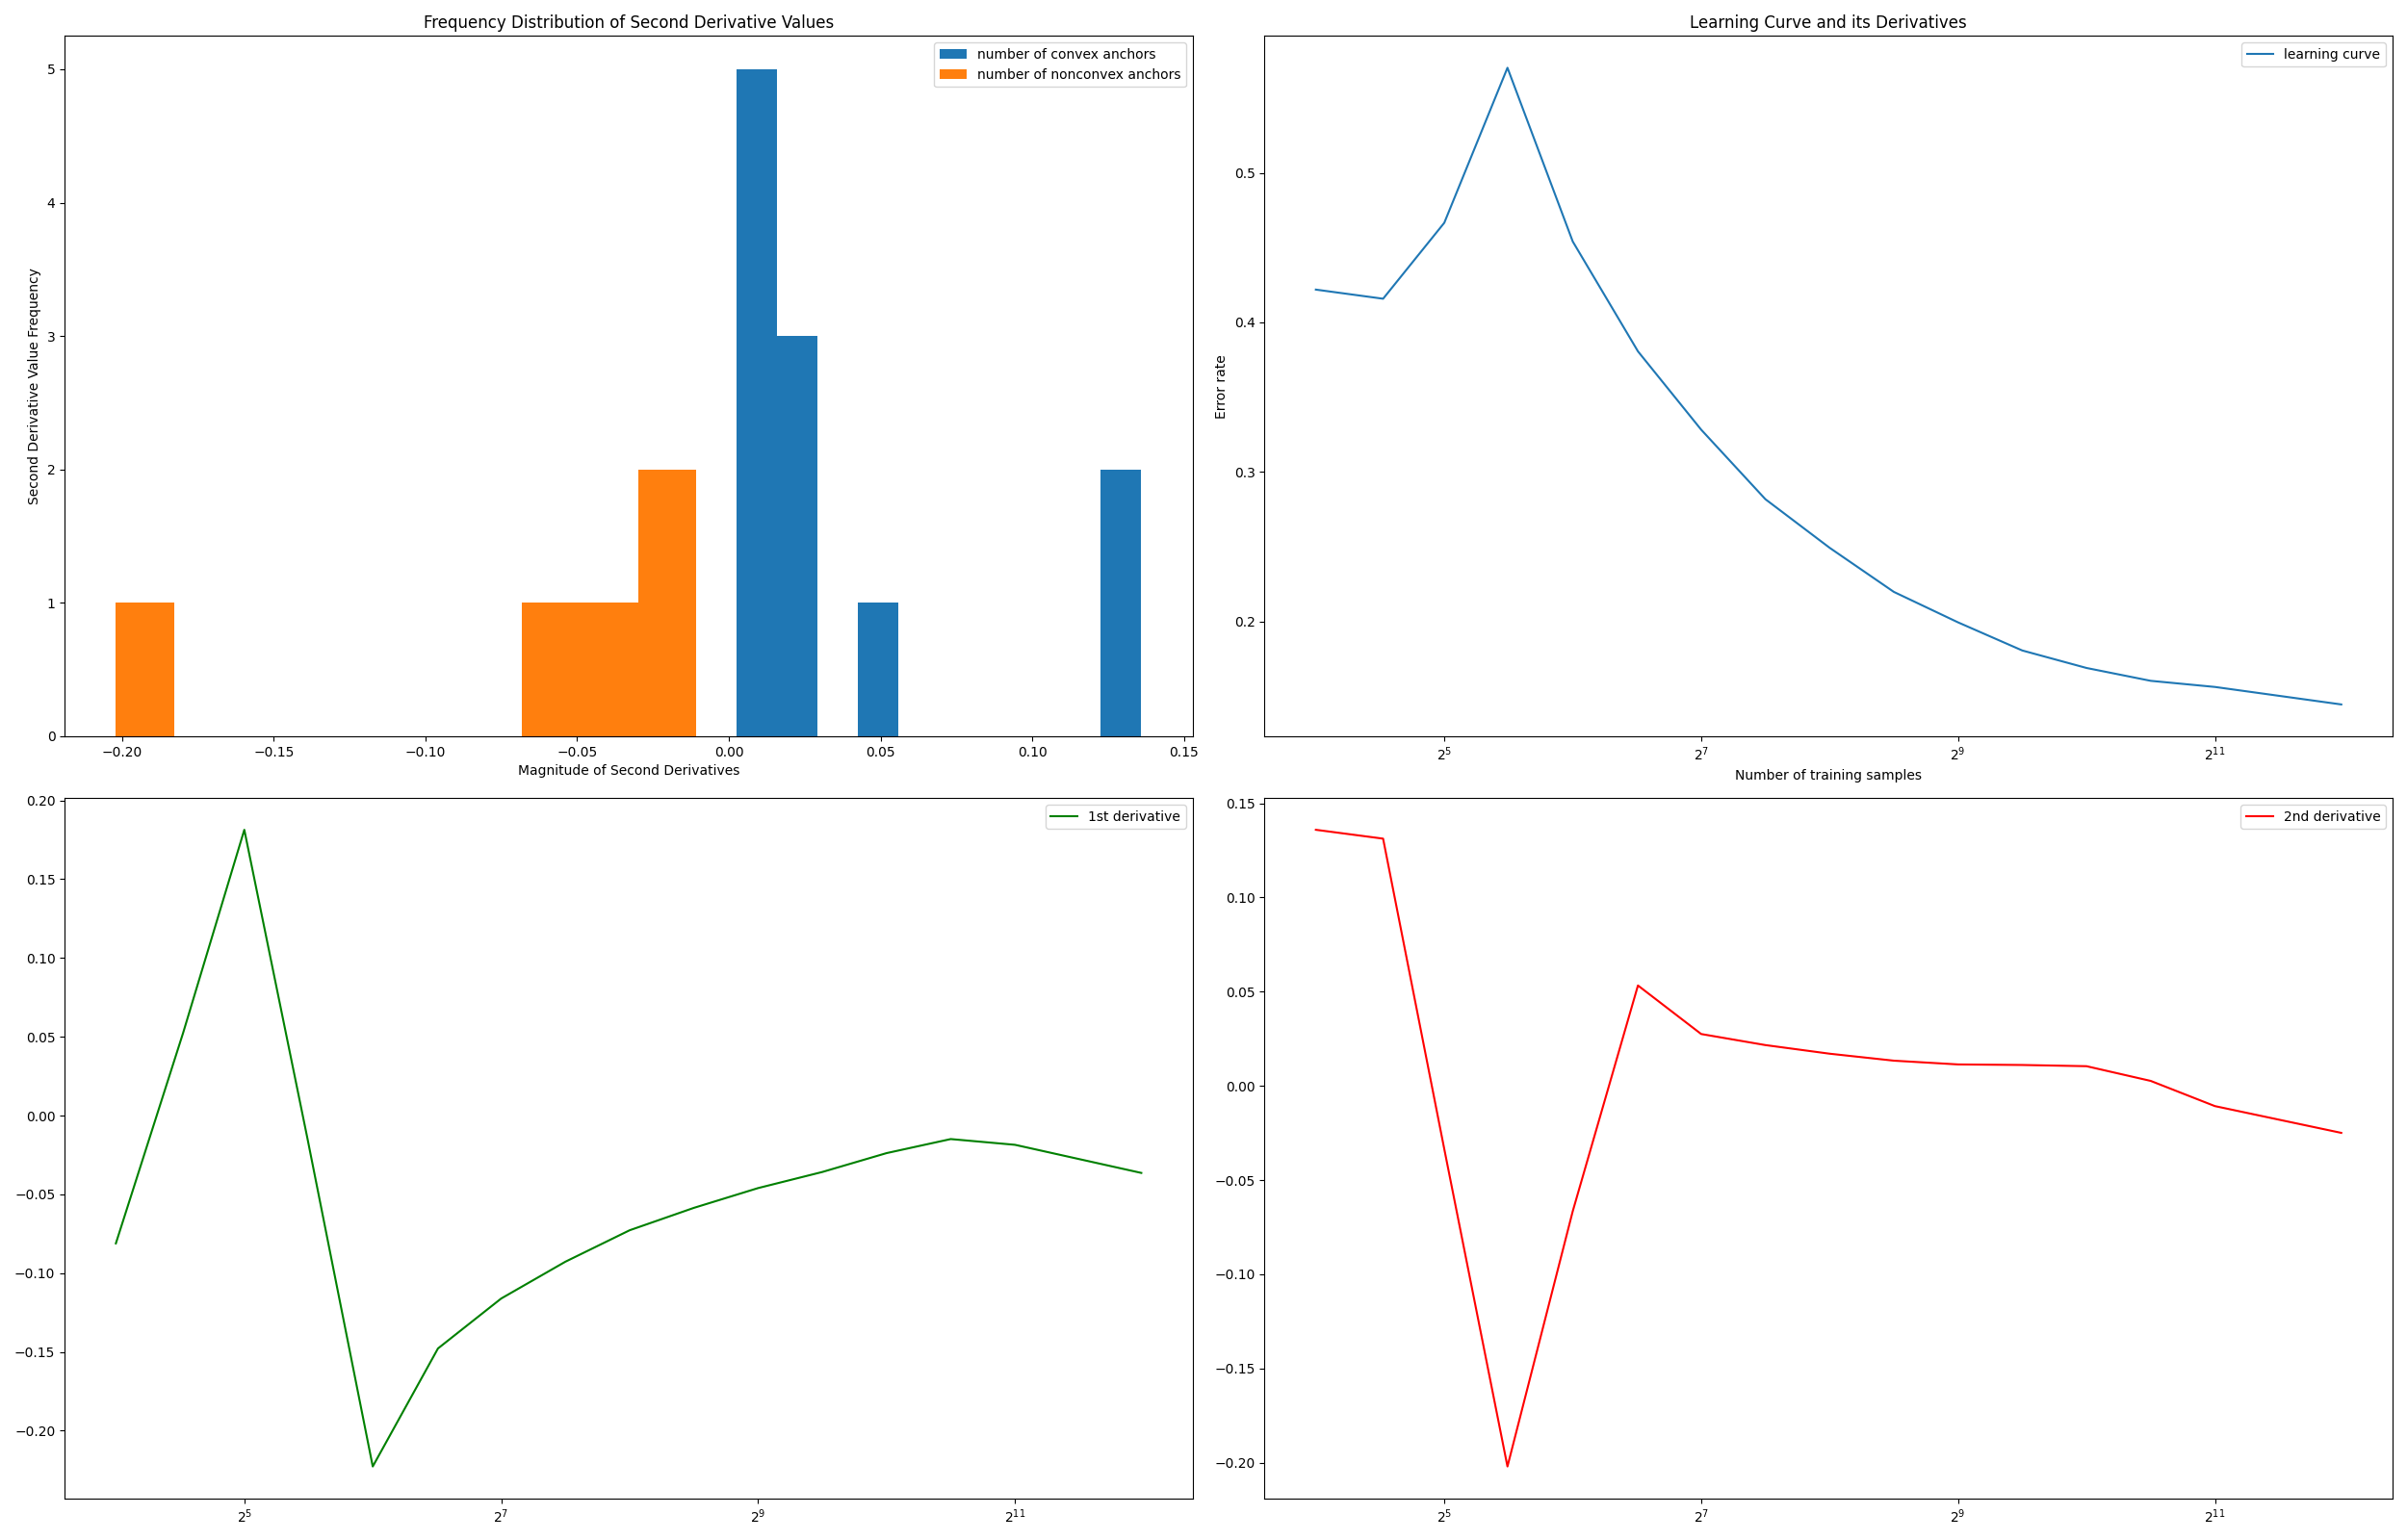 Frequency Distribution of Second Derivative Values
number of convex anchors
number of nonconvex anchors
Second Derivative Value Frequency
5
4
3
2
1
0
−0.20 −0.15 −0.10 −0.05 0.00 0.05 0.10 0.15
Magnitude of Second Derivatives
Learning Curve and its Derivatives
learning curve
Error rate
0.5
0.4
0.3
0.2
2^5 2^7 2^9 2^11
Number of training samples
1st derivative
0.20
0.15
0.10
0.05
0.00
−0.05
−0.10
−0.15
−0.20
2^5 2^7 2^9 2^11
2nd derivative
0.15
0.10
0.05
0.00
−0.05
−0.10
−0.15
−0.20
2^5 2^7 2^9 2^11